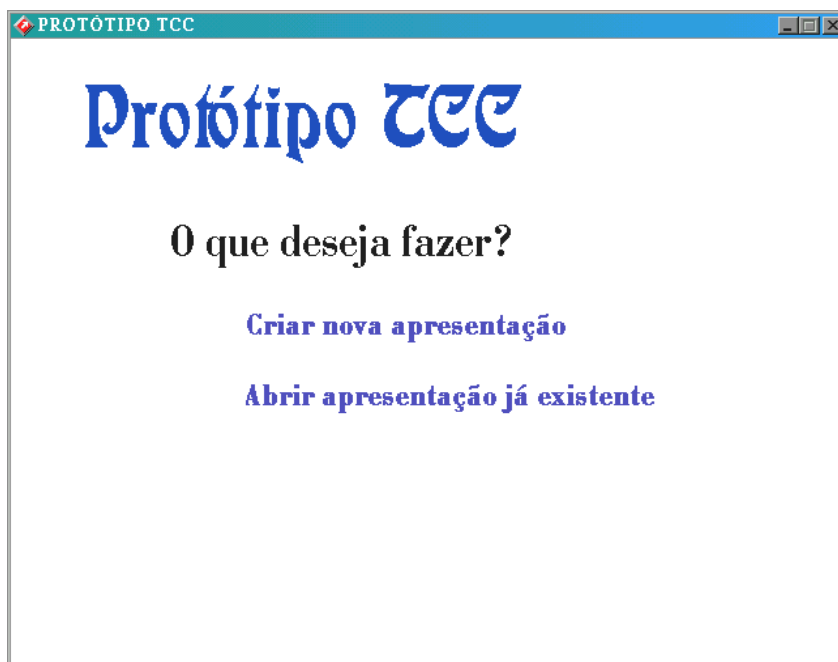 PROTÓTIPO TCC
Protótipo TCC
O que deseja fazer?
Criar nova apresentação
Abrir apresentação já existente